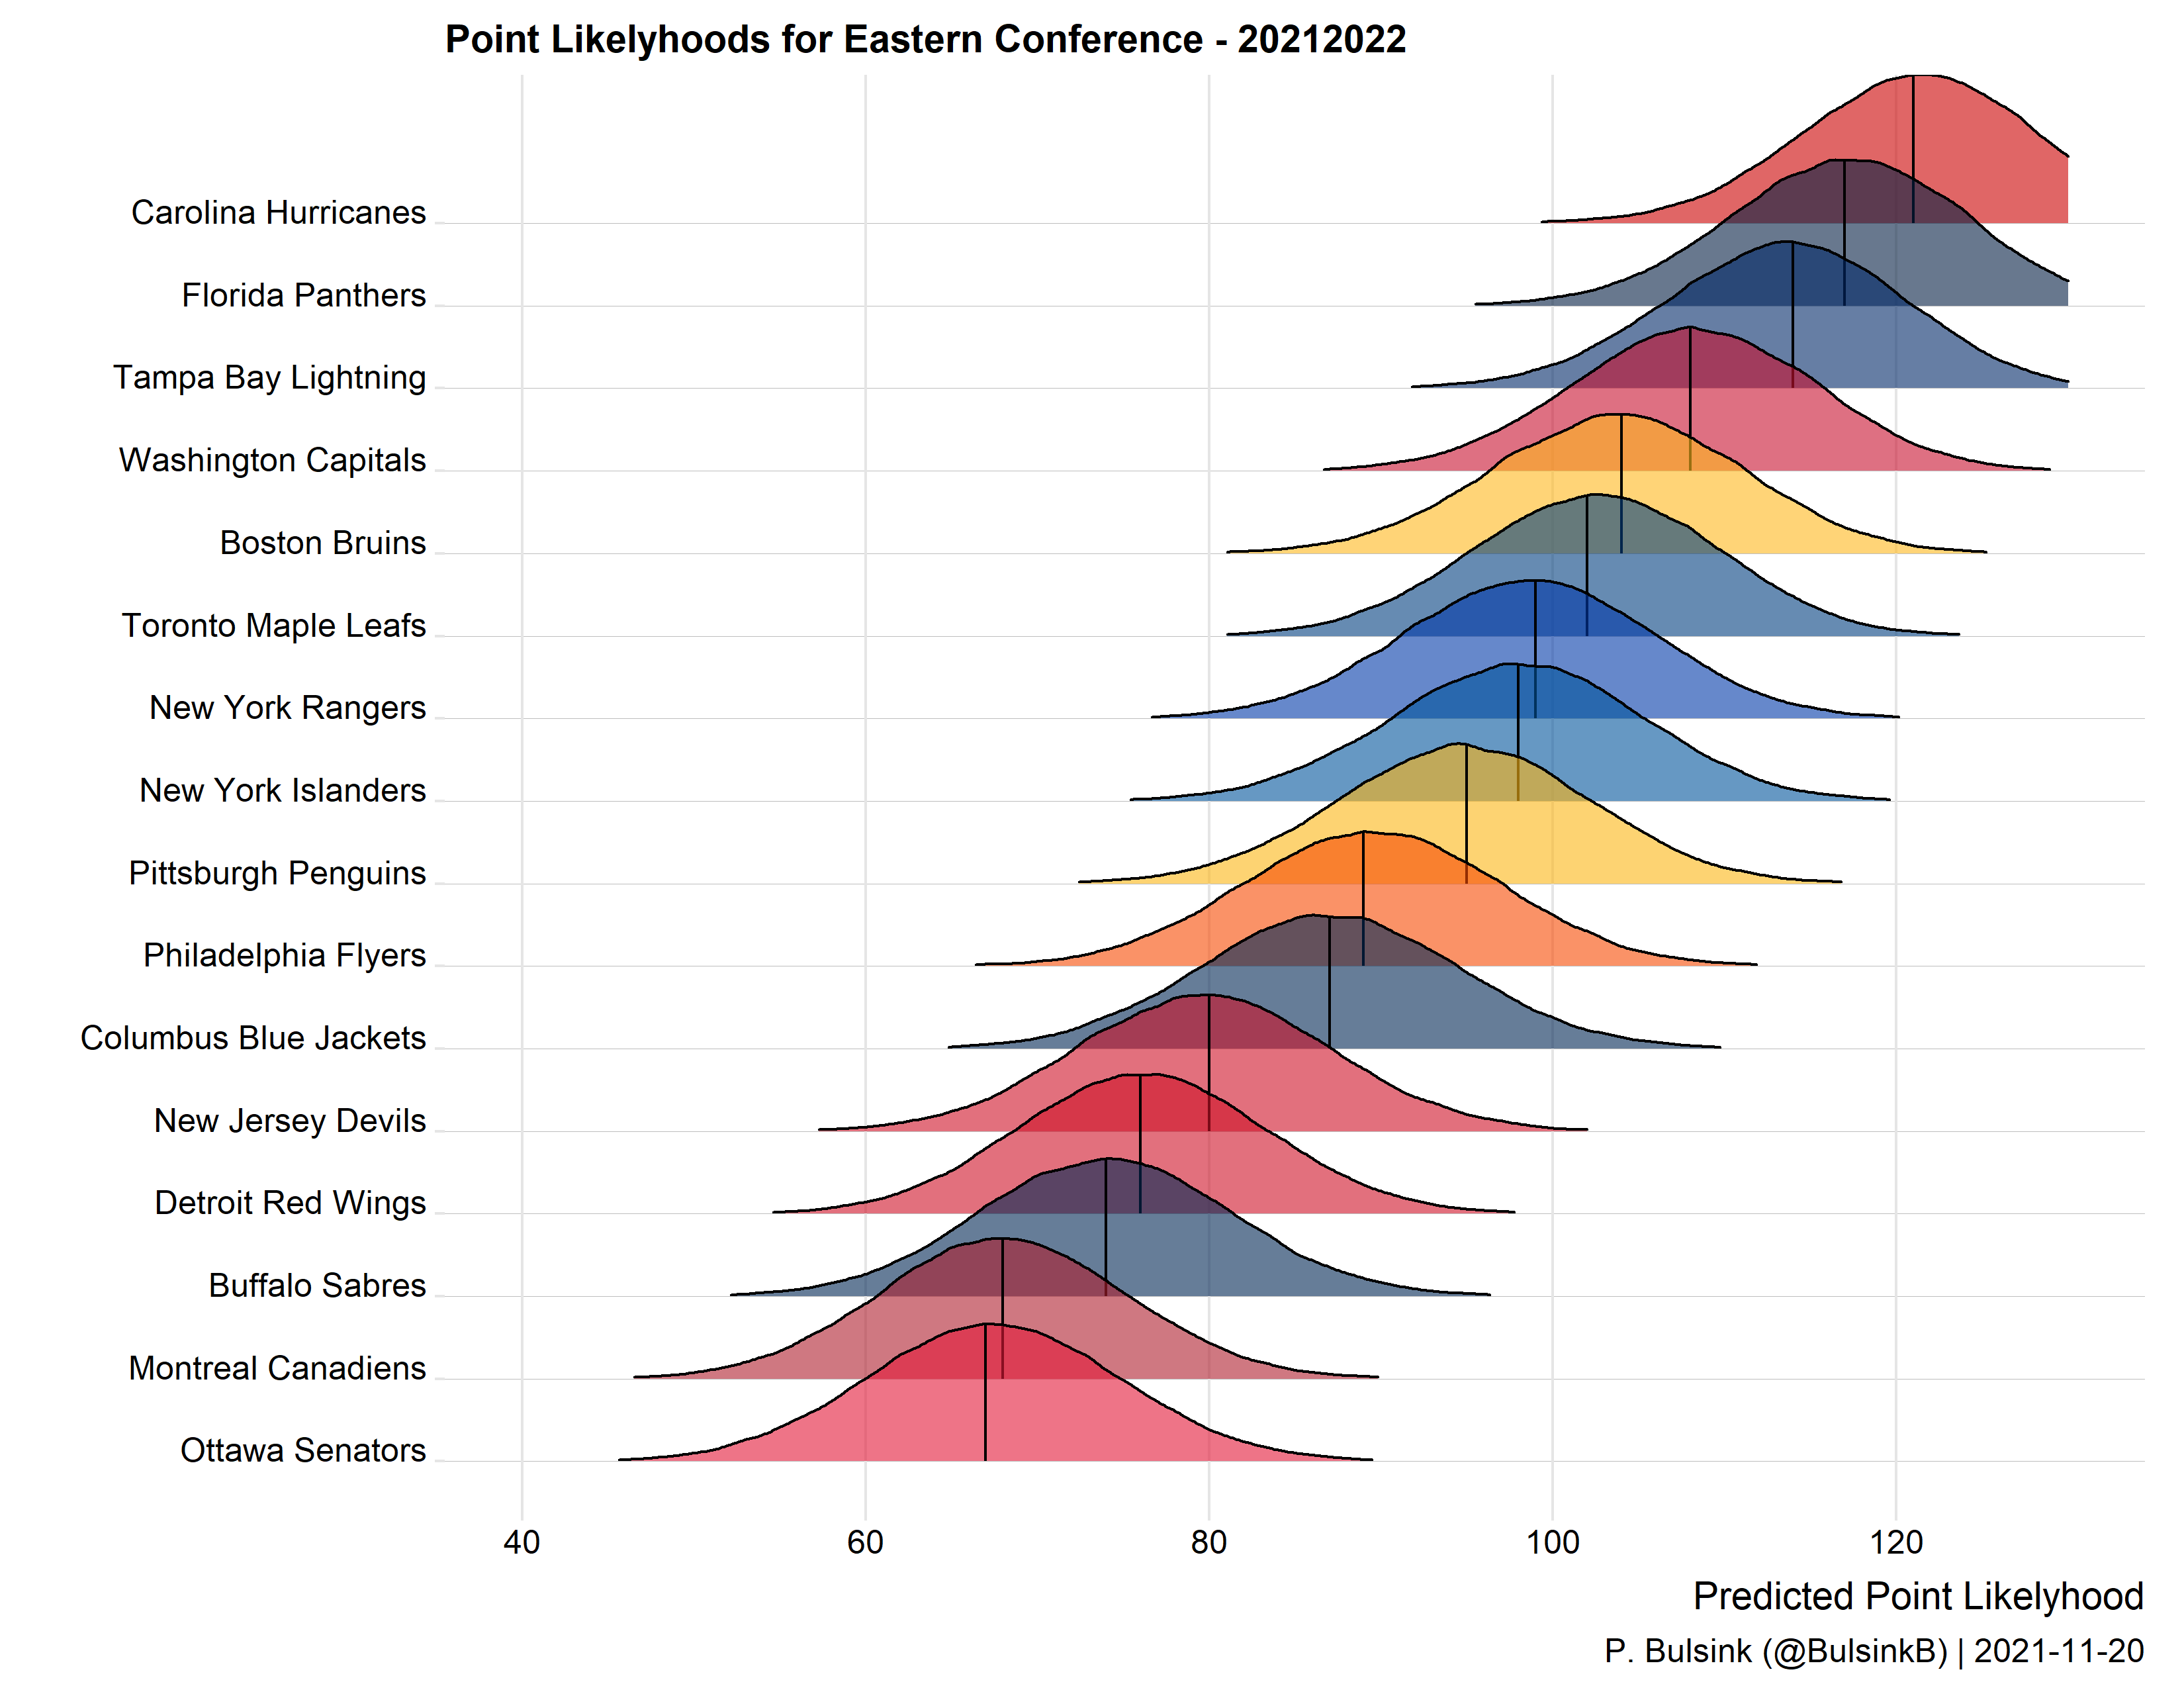 Point Likelyhoods for Eastern Conference - 20212022
Carolina Hurricanes
Florida Panthers
Tampa Bay Lightning
Washington Capitals
Boston Bruins
Toronto Maple Leafs
New York Rangers
New York Islanders
Pittsburgh Penguins
Philadelphia Flyers
Columbus Blue Jackets
New Jersey Devils
Detroit Red Wings
Buffalo Sabres
Montreal Canadiens
Ottawa Senators
40 60 80 100 120
Predicted Point Likelyhood
P. Bulsink (@BulsinkB) | 2021-11-20